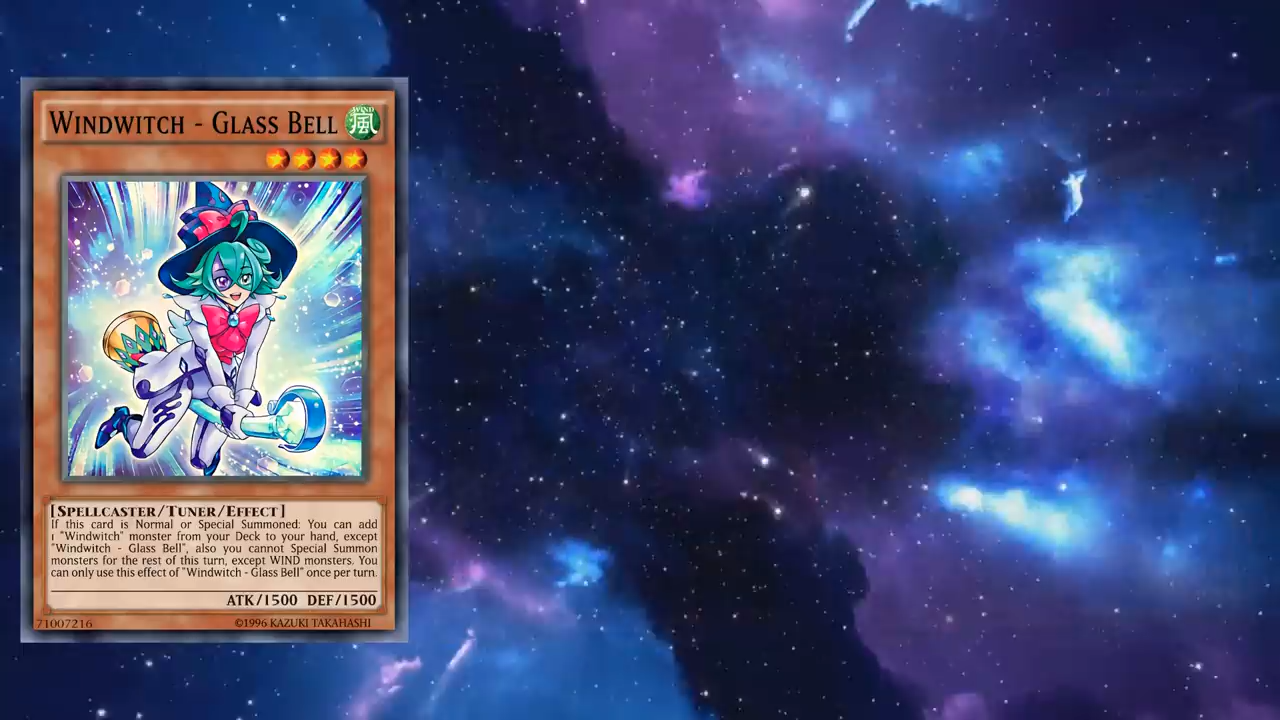 WINDWITCH - GLASS BELL
WIND
風
[SPELLCASTER/TUNER/EFFECT]
If this card is Normal or Special Summoned: You can add
1 "Windwitch" monster from your Deck to your hand, except
"Windwitch - Glass Bell", also you cannot Special Summon
monsters for the rest of this turn, except WIND monsters. You
can only use this effect of "Windwitch - Glass Bell" once per turn.
ATK/1500 DEF/1500
71007216
©1996 KAZUKI TAKAHASHI